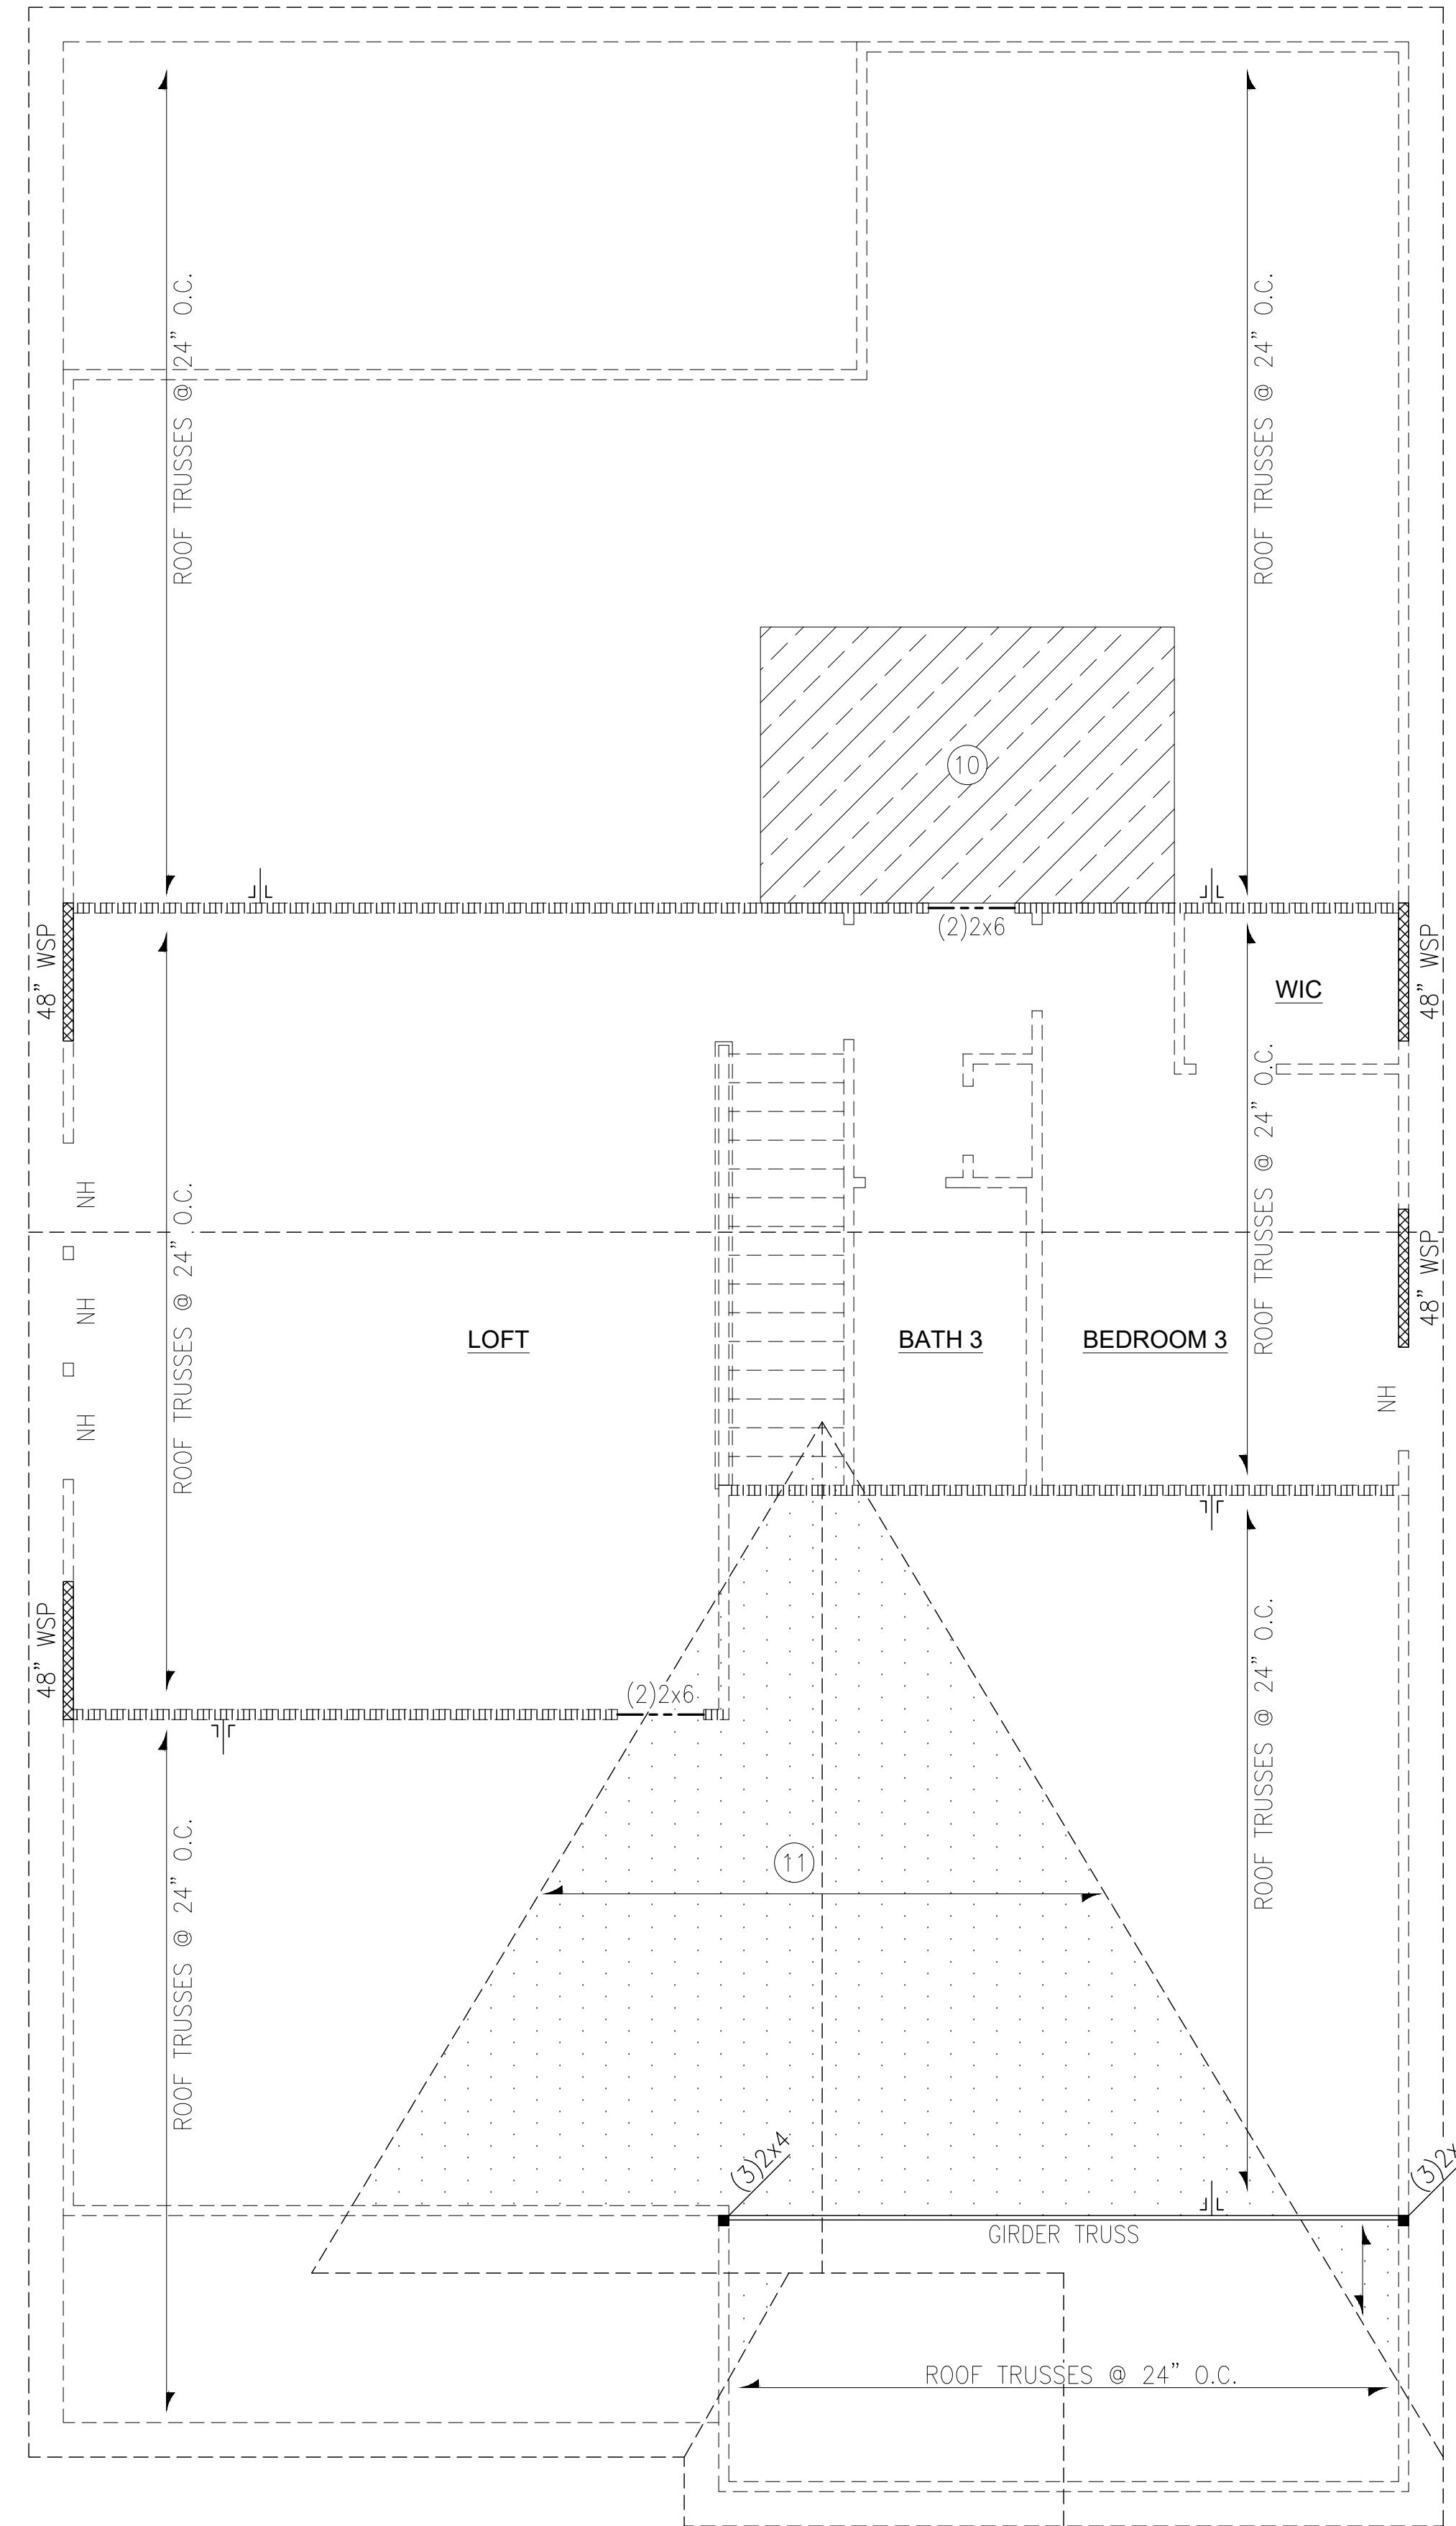 ROOF TRUSSES @ 24" O.C.
ROOF TRUSSES @ 24" O.C.
10
48" WSP
(2)2x6
WIC
48" WSP
NH
ROOF TRUSSES @ 24" O.C.
ROOF TRUSSES @ 24" O.C.
NH
48" WSP
LOFT
BATH 3
BEDROOM 3
NH
NH
48" WSP
(2)2x6
ROOF TRUSSES @ 24" O.C.
11
ROOF TRUSSES @ 24" O.C.
(3)2x4
(3)2x
GIRDER TRUSS
ROOF TRUSSES @ 24" O.C.